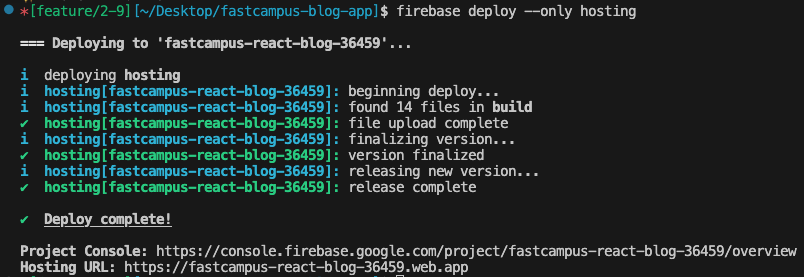 *[feature/2-9][~/Desktop/fastcampus-blog-app]$ firebase deploy --only hosting
=== Deploying to 'fastcampus-react-blog-36459'...
i deploying hosting
i hosting[fastcampus-react-blog-36459]: beginning deploy...
i hosting[fastcampus-react-blog-36459]: found 14 files in build
✔ hosting[fastcampus-react-blog-36459]: file upload complete
i hosting[fastcampus-react-blog-36459]: finalizing version...
✔ hosting[fastcampus-react-blog-36459]: version finalized
i hosting[fastcampus-react-blog-36459]: releasing new version...
✔ hosting[fastcampus-react-blog-36459]: release complete
✔ Deploy complete!
Project Console: https://console.firebase.google.com/project/fastcampus-react-blog-36459/overview
Hosting URL: https://fastcampus-react-blog-36459.web.app